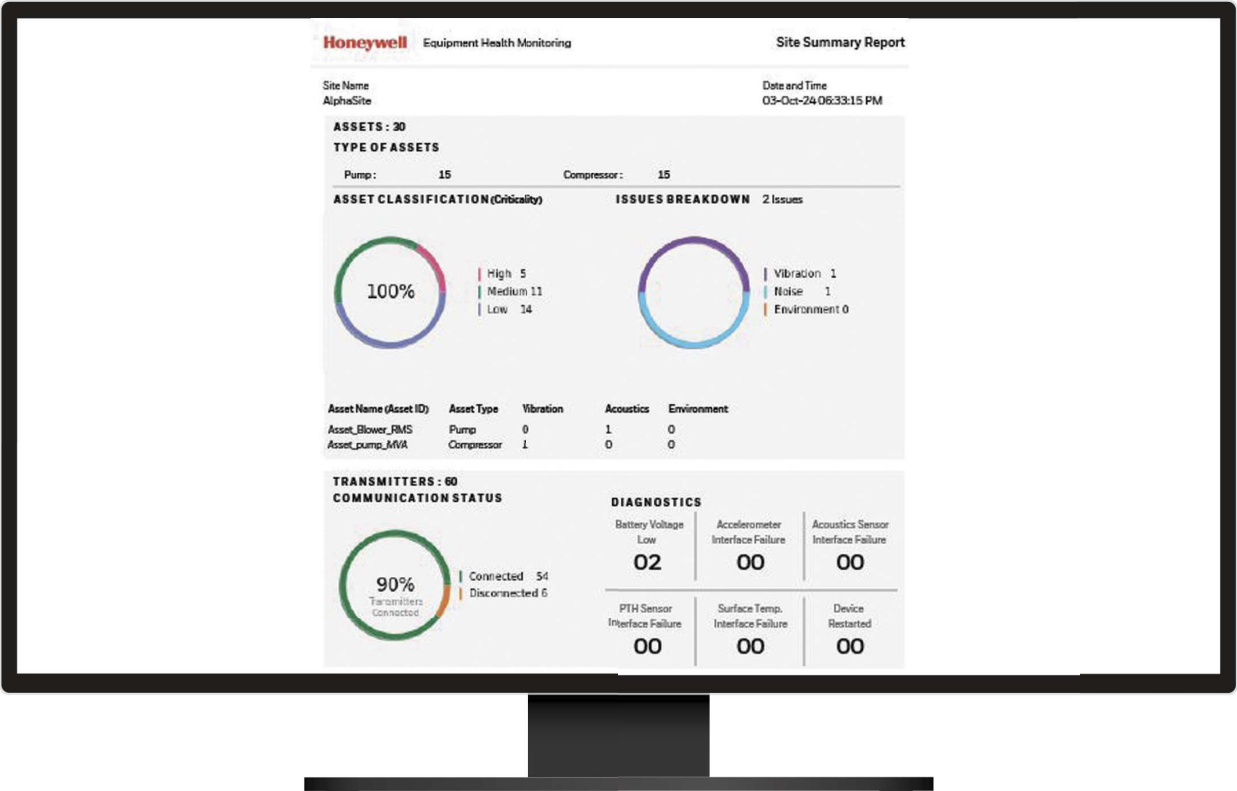 Honeywell Equipment Health Monitoring Site Summary Report
Site Name Date and Time
AlphaSite 03-Oct-24 06:33:15 PM
ASSETS : 30
TYPE OF ASSETS
Pump : 15 Compressor : 15
ASSET CLASSIFICATION (Criticality) ISSUES BREAKDOWN 2 Issues
100%
High 5
Medium 11
Low 14
Vibration 1
Noise 1
Environment 0
Asset Name (Asset ID) Asset Type Vibration Acoustics Environment
Asset_Blower_RMS Pump 0 1 0
Asset_pump_MVA Compressor 1 0 0
TRANSMITTERS : 60
COMMUNICATION STATUS
90%
Transmitters
Connected
Connected 54
Disconnected 6
DIAGNOSTICS
Battery Voltage
Low
02
Accelerometer
Interface Failure
00
Acoustics Sensor
Interface Failure
00
PTH Sensor
Interface Failure
00
Surface Temp.
Interface Failure
00
Device
Restarted
00